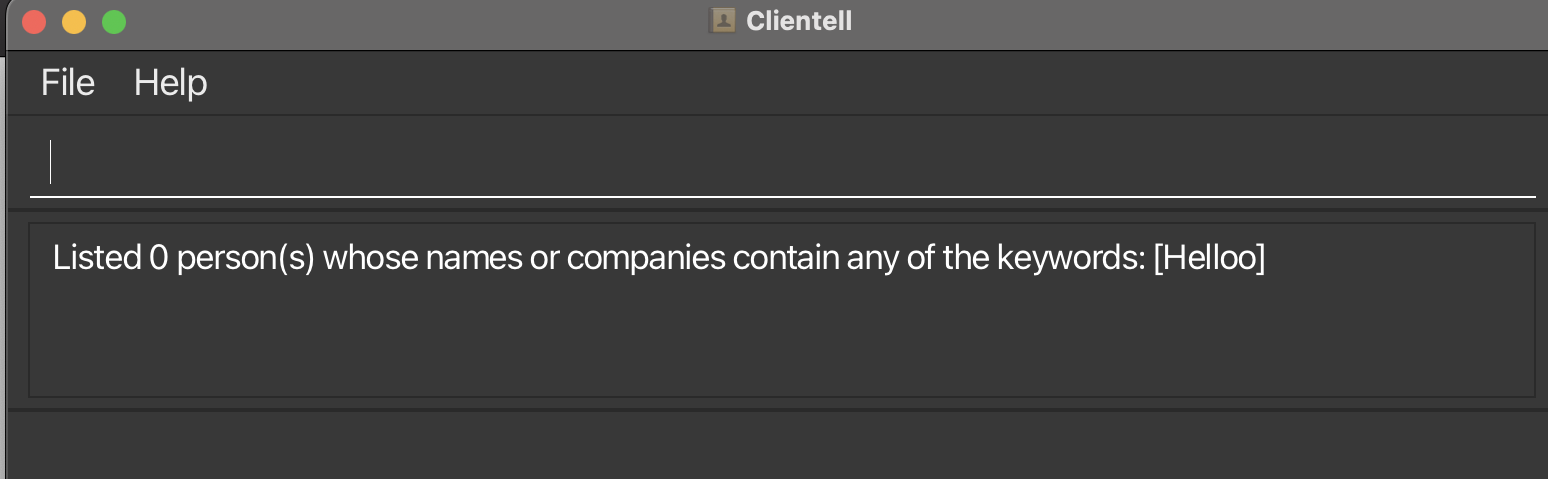 Clientell
File Help
Listed 0 person(s) whose names or companies contain any of the keywords: [Helloo]